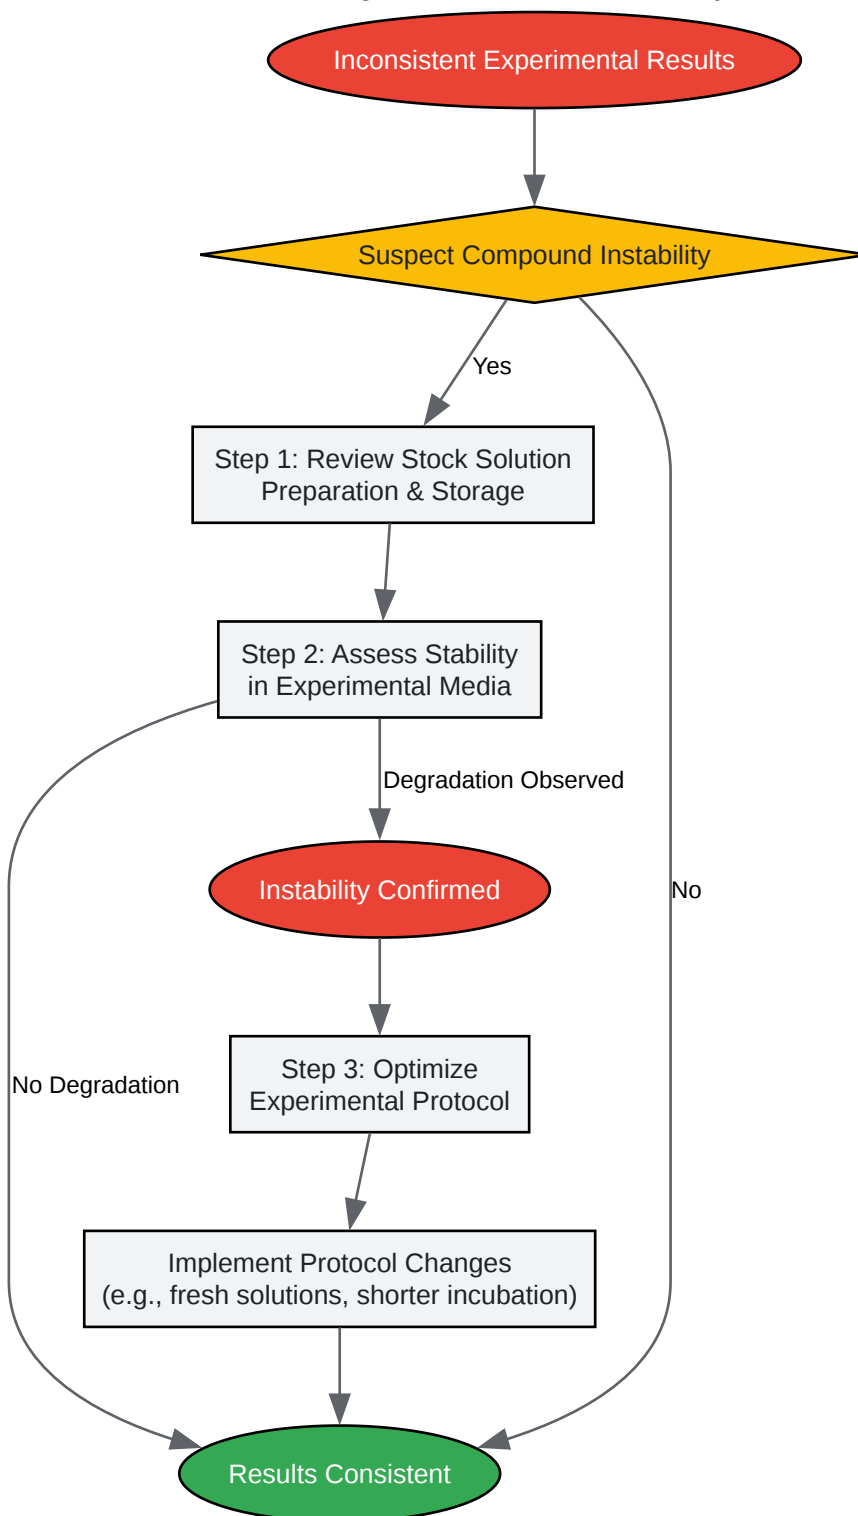 Inconsistent Experimental Results
Suspect Compound Instability
Yes
Step 1: Review Stock Solution
Preparation & Storage
Step 2: Assess Stability
in Experimental Media
Degradation Observed
Instability Confirmed
No
Step 3: Optimize
Experimental Protocol
No Degradation
Implement Protocol Changes
(e.g., fresh solutions, shorter incubation)
Results Consistent